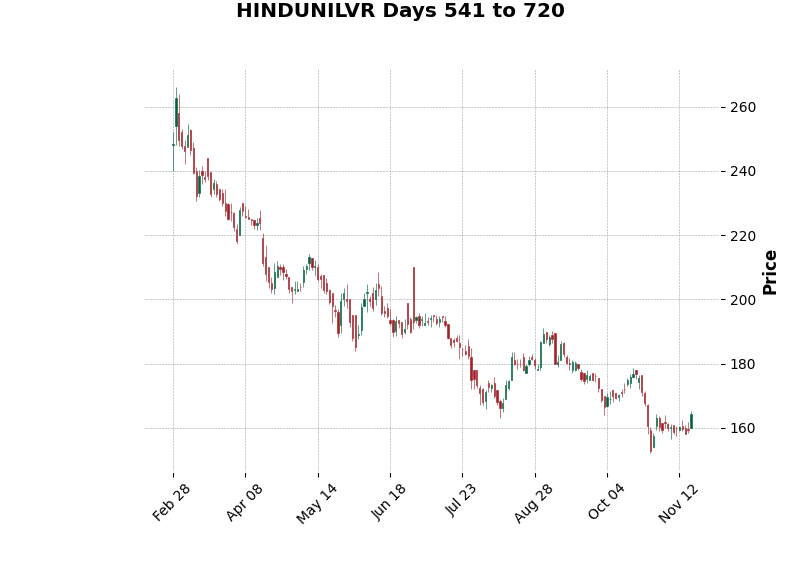 HINDUNILVR Days 541 to 720
260
240
220
200
180
160
Price
Feb 28
Apr 08
May 14
Jun 18
Jul 23
Aug 28
Oct 04
Nov 12